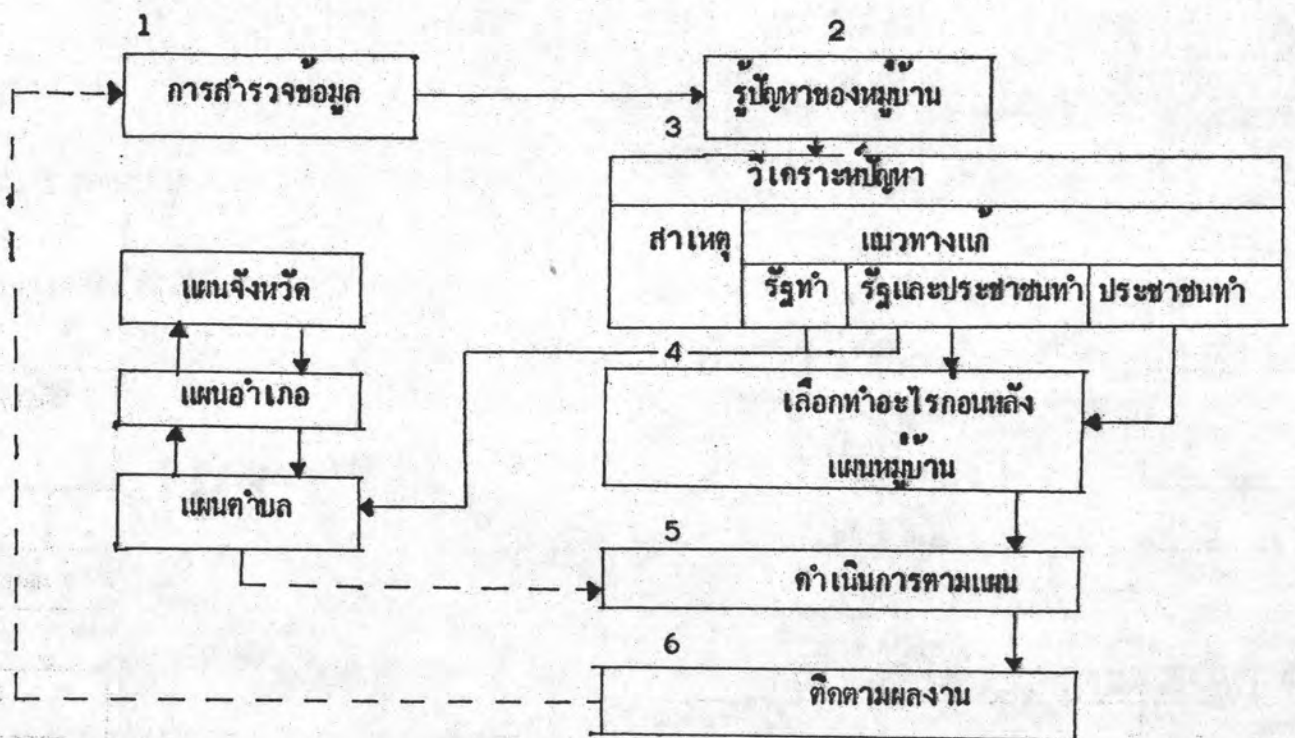 1
การสำรวจข้อมูล
2
รู้ปัญหาของหมู่บ้าน
3
วิเคราะห์ปัญหา
สาเหตุ
แนวทางแก้
รัฐทำ
รัฐและประชาชนทำ
ประชาชนทำ
แผนจังหวัด
แผนอำเภอ
แผนตำบล
4
เลือกทำอะไรก่อนหลัง
แผนหมู่บ้าน
5
ดำเนินการตามแผน
6
ติดตามผลงาน